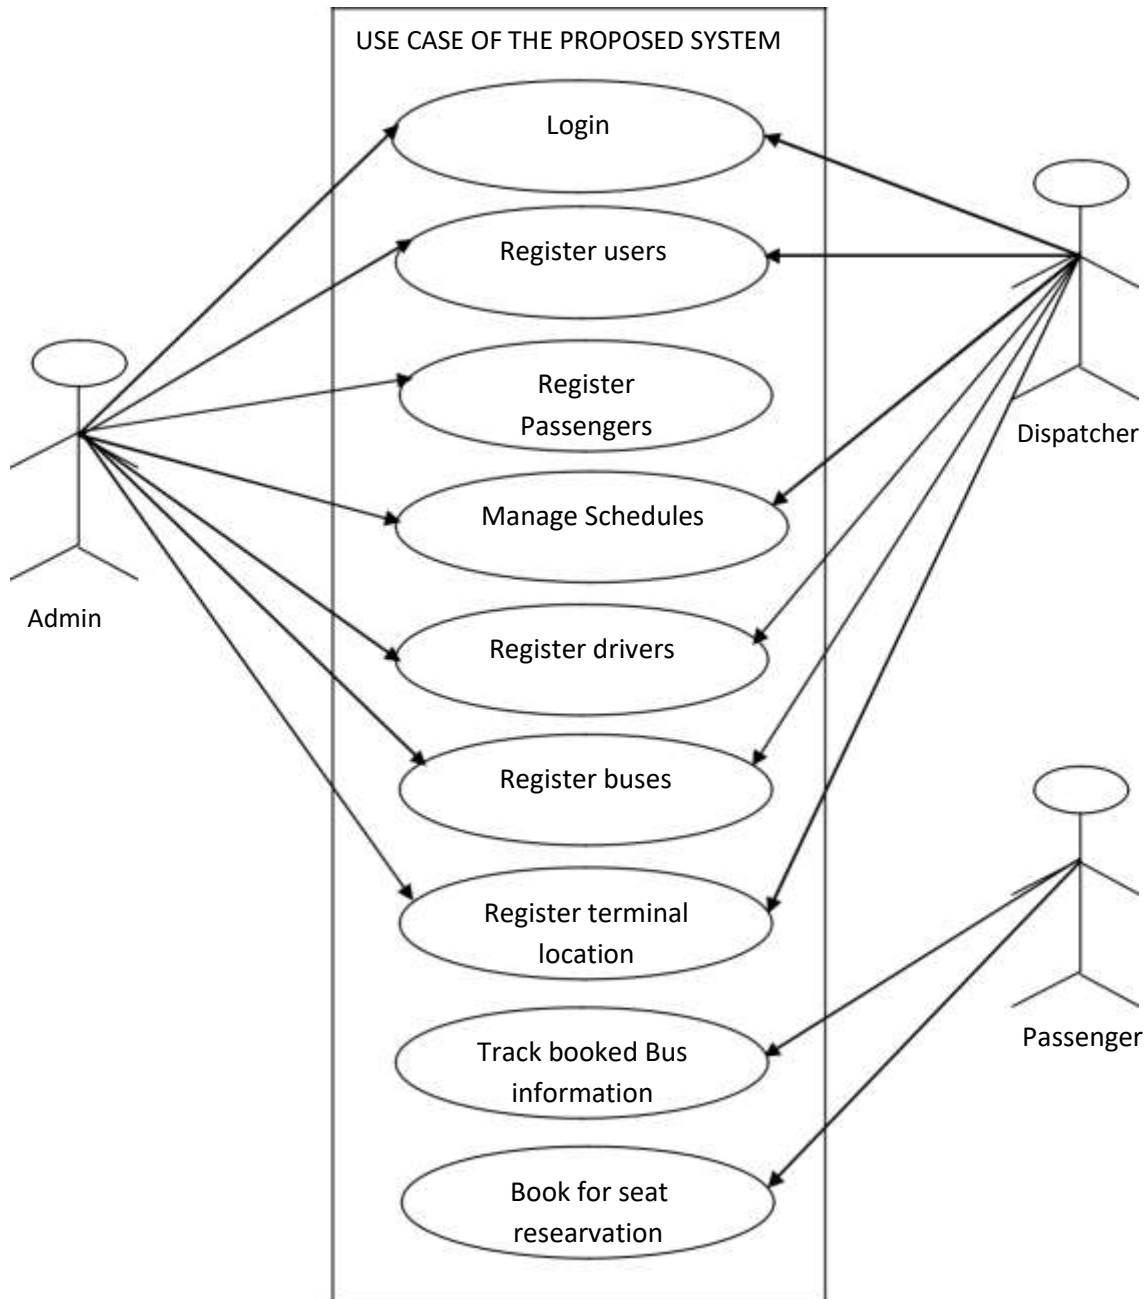 USE CASE OF THE PROPOSED SYSTEM
Login
Register users
Register
Passengers
Dispatcher
Manage Schedules
Admin
Register drivers
Register buses
Register terminal
location
Track booked Bus
information
Passenger
Book for seat
researvation